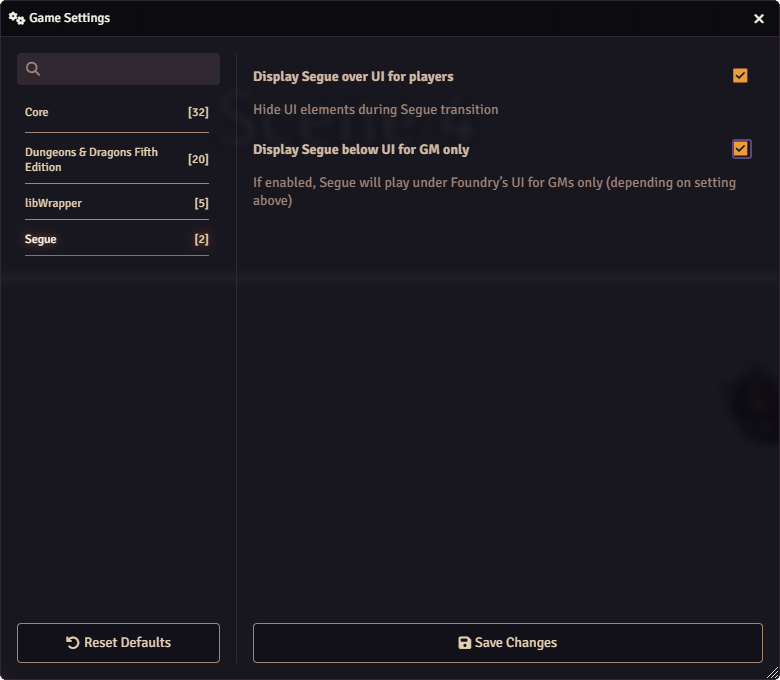 Game Settings
Core [32]
Dungeons & Dragons Fifth
Edition [20]
libWrapper [5]
Segue [2]
Reset Defaults
Display Segue over UI for players
Hide UI elements during Segue transition
Display Segue below UI for GM only
If enabled, Segue will play under Foundry's UI for GMs only (depending on setting
above)
Save Changes
Scene 4